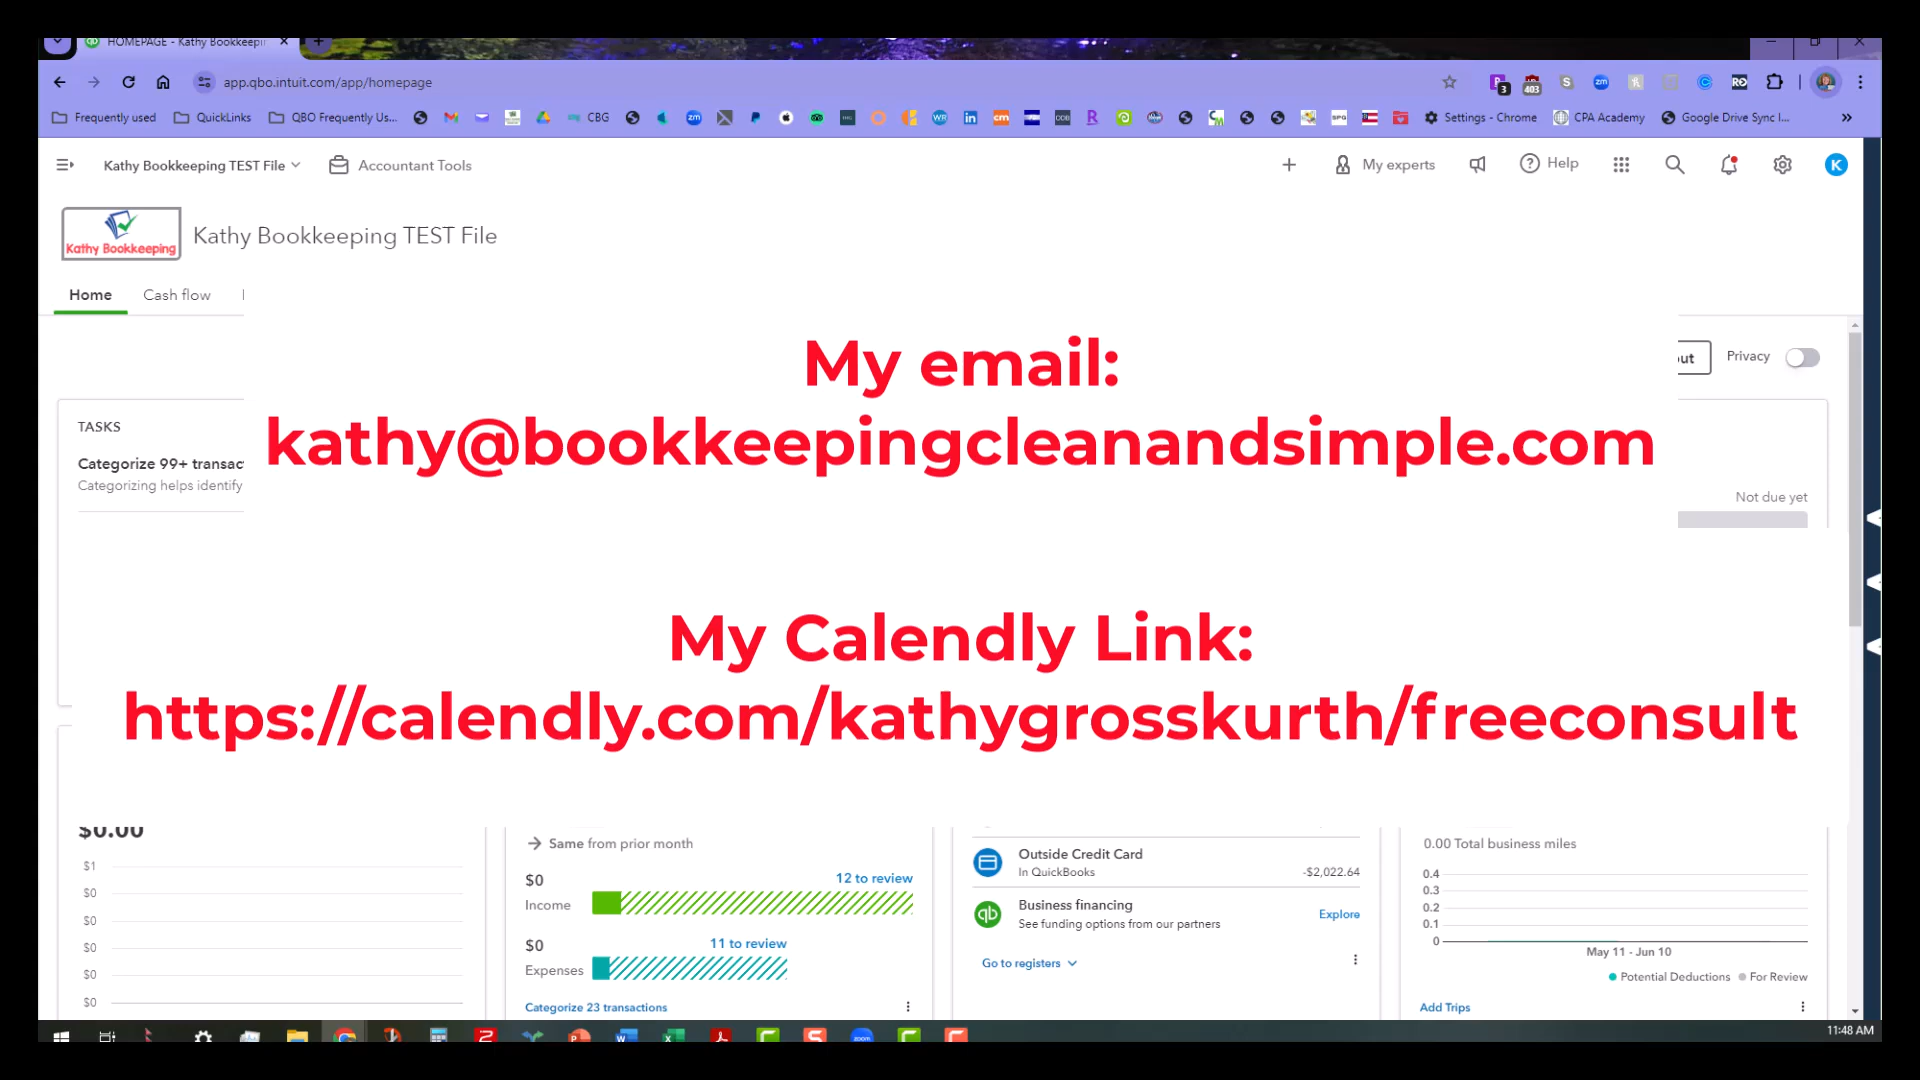 HOMEPAGE - Kathy Bookkeepi
app.qbo.intuit.com/app/homepage
3
403
Frequently used
QuickLinks
QBO Frequently Us...
CBG
Settings - Chrome
CPA Academy
Google Drive Sync I...
Kathy Bookkeeping TEST File
Accountant Tools
My experts
Help
K
Kathy Bookkeeping
Kathy Bookkeeping TEST File
Home
Cash flow
My email:
kathy@bookkeepingcleanandsimple.com
ut
Privacy
TASKS
Categorize 99+ transac
Categorizing helps identify
Not due yet
My Calendly Link:
https://calendly.com/kathygrosskurth/freeconsult
$0.00
$1
$0
$0
$0
$0
$0
Same from prior month
$0
Income
12 to review
$0
Expenses
11 to review
Categorize 23 transactions
Outside Credit Card
In QuickBooks
-$2,022.64
Business financing
See funding options from our partners
Explore
Go to registers
0.00 Total business miles
0.4
0.3
0.2
0.1
0
May 11 - Jun 10
Potential Deductions
For Review
Add Trips
11:48 AM